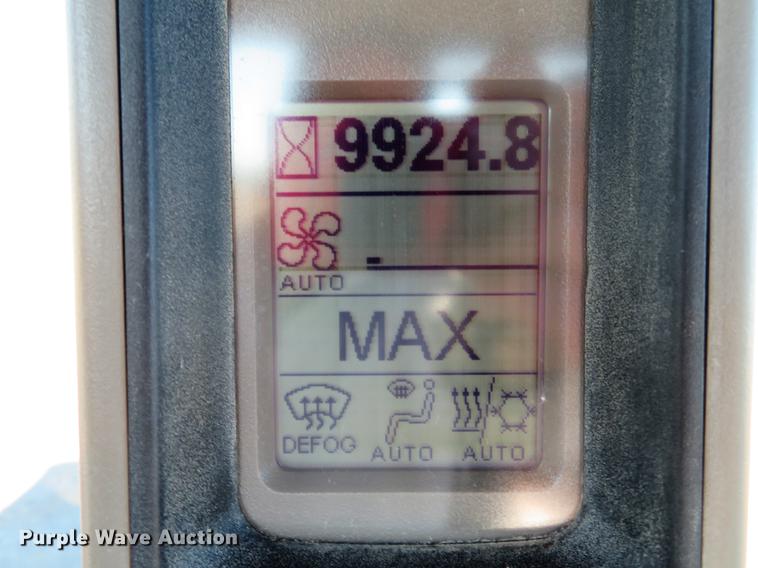 9924.8
AUTO
MAX
DEFOG AUTO AUTO
Purple Wave Auction